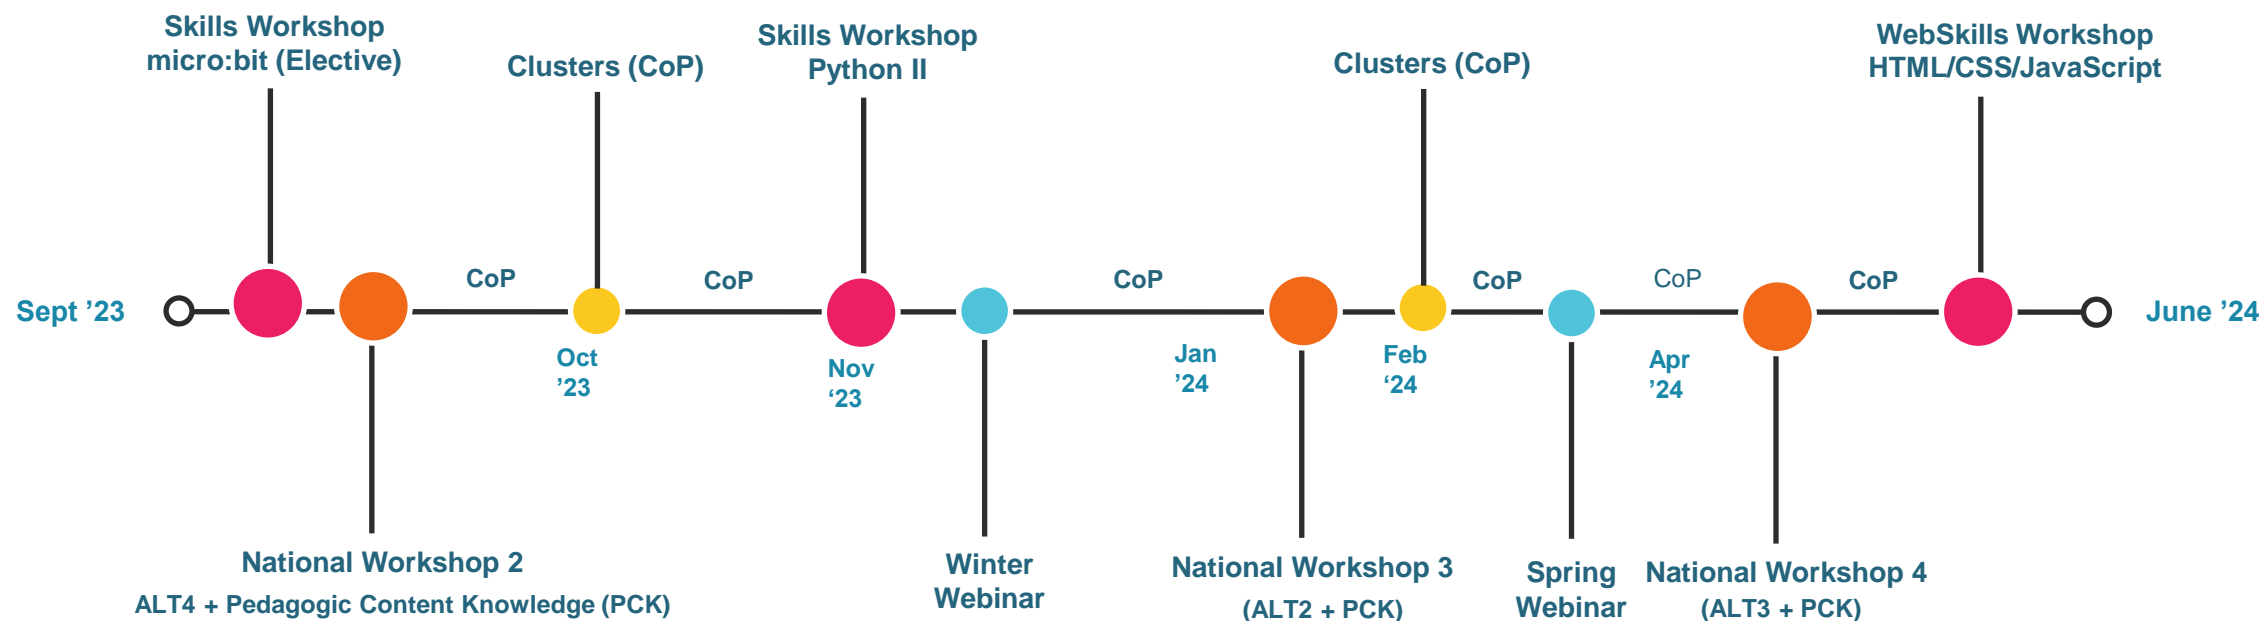 Skills Workshop
micro:bit (Elective)
Clusters (CoP)
Skills Workshop
Python II
Clusters (CoP)
WebSkills Workshop
HTML/CSS/JavaScript
Sept ’23
CoP
CoP
CoP
CoP
CoP
CoP
June ’24
Oct
’23
Nov
‘23
Jan
’24
Feb
‘24
Apr
’24
National Workshop 2
ALT4 + Pedagogic Content Knowledge (PCK)
Winter
Webinar
National Workshop 3
(ALT2 + PCK)
Spring
Webinar
National Workshop 4
(ALT3 + PCK)